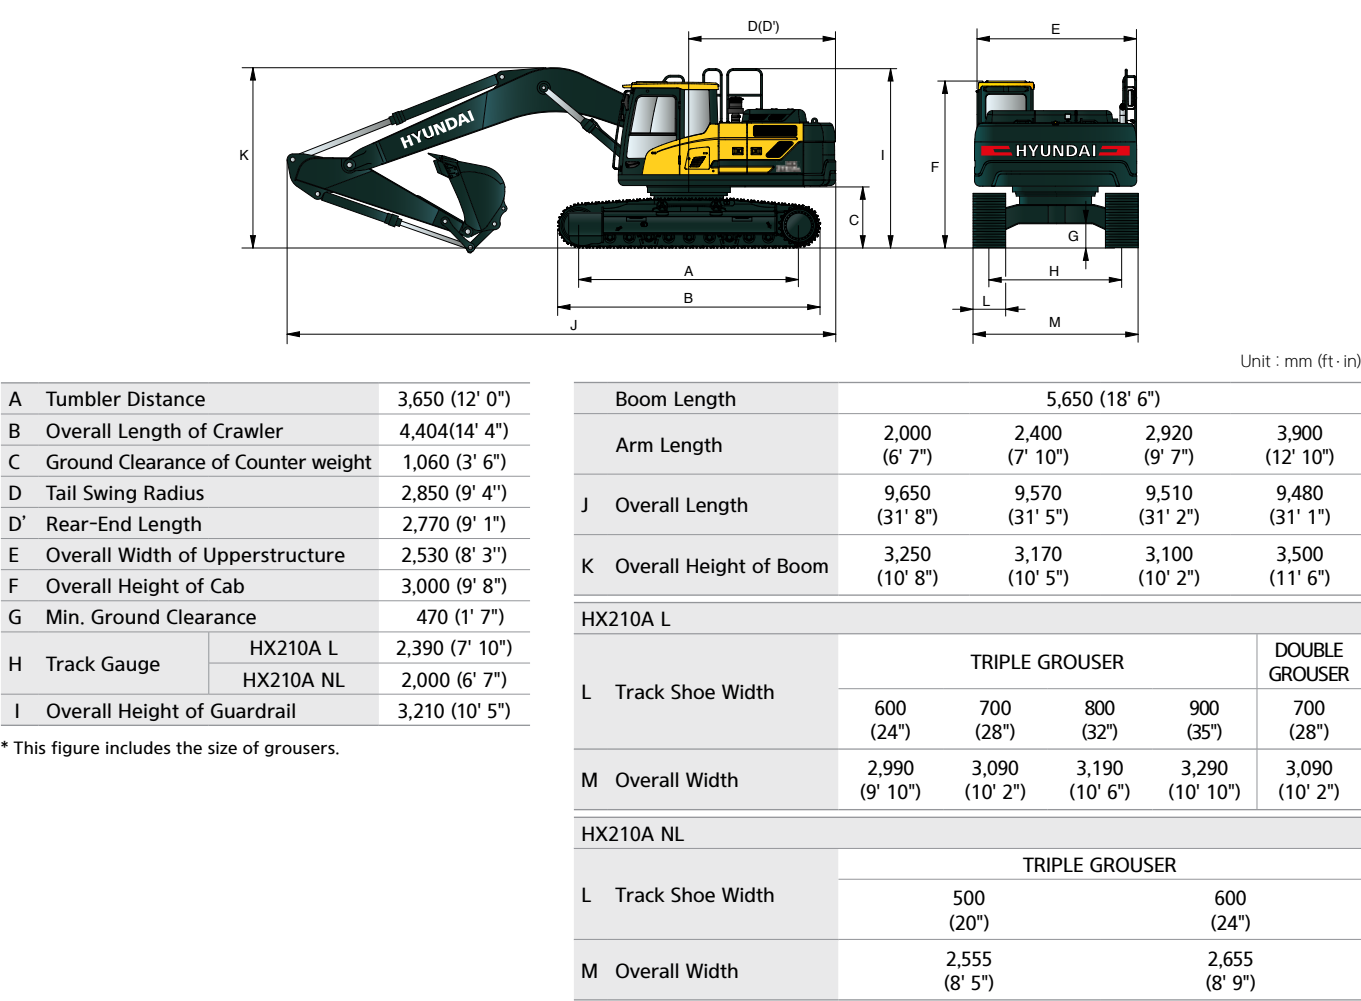 D(D')
E
K
HYUNDAI
I
F
HYUNDAI
C
G
A
H
B
L
J
M
Unit : mm (ft·in)
A Tumbler Distance 3,650 (12' 0")
B Overall Length of Crawler 4,404(14' 4")
C Ground Clearance of Counter weight 1,060 (3' 6")
D Tail Swing Radius 2,850 (9' 4'')
D’ Rear-End Length 2,770 (9' 1")
E Overall Width of Upperstructure 2,530 (8' 3'')
F Overall Height of Cab 3,000 (9' 8")
G Min. Ground Clearance 470 (1' 7")
H Track Gauge HX210A L 2,390 (7' 10")
HX210A NL 2,000 (6' 7")
I Overall Height of Guardrail 3,210 (10' 5")
* This figure includes the size of grousers.
Boom Length 5,650 (18' 6")
Arm Length 2,000 2,400 2,920 3,900
(6' 7") (7' 10") (9' 7") (12' 10")
J Overall Length 9,650 9,570 9,510 9,480
(31' 8") (31' 5") (31' 2") (31' 1")
K Overall Height of Boom 3,250 3,170 3,100 3,500
(10' 8") (10' 5") (10' 2") (11' 6")
HX210A L
L Track Shoe Width TRIPLE GROUSER DOUBLE
GROUSER
600 700 800 900 700
(24") (28") (32") (35") (28")
M Overall Width 2,990 3,090 3,190 3,290 3,090
(9' 10") (10' 2") (10' 6") (10' 10") (10' 2")
HX210A NL
L Track Shoe Width TRIPLE GROUSER
500 600
(20") (24")
M Overall Width 2,555 2,655
(8' 5") (8' 9")